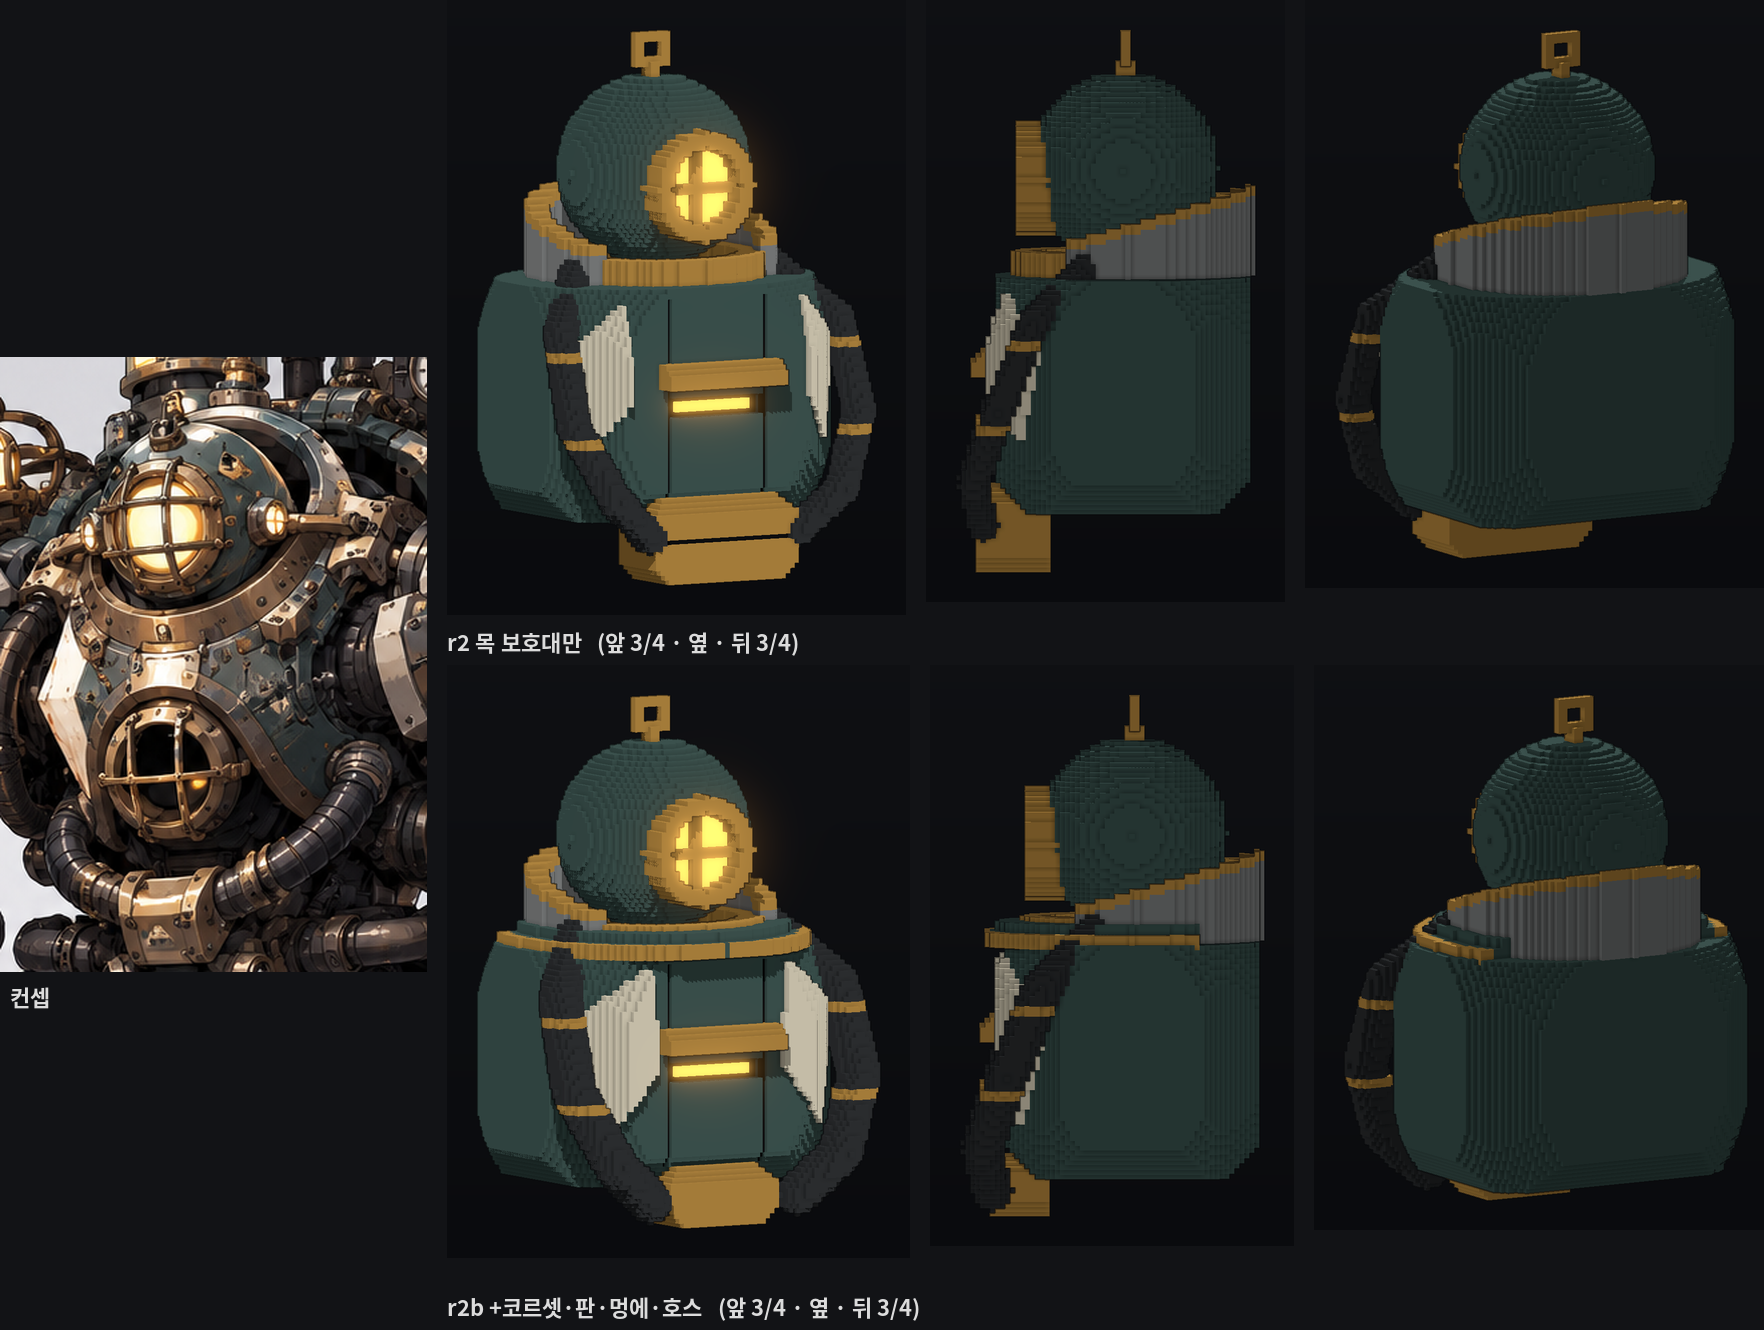 r2 목 보호대만 (앞 3/4 · 옆 · 뒤 3/4)
컨셉
r2b +코르셋·판·멍에·호스 (앞 3/4 · 옆 · 뒤 3/4)